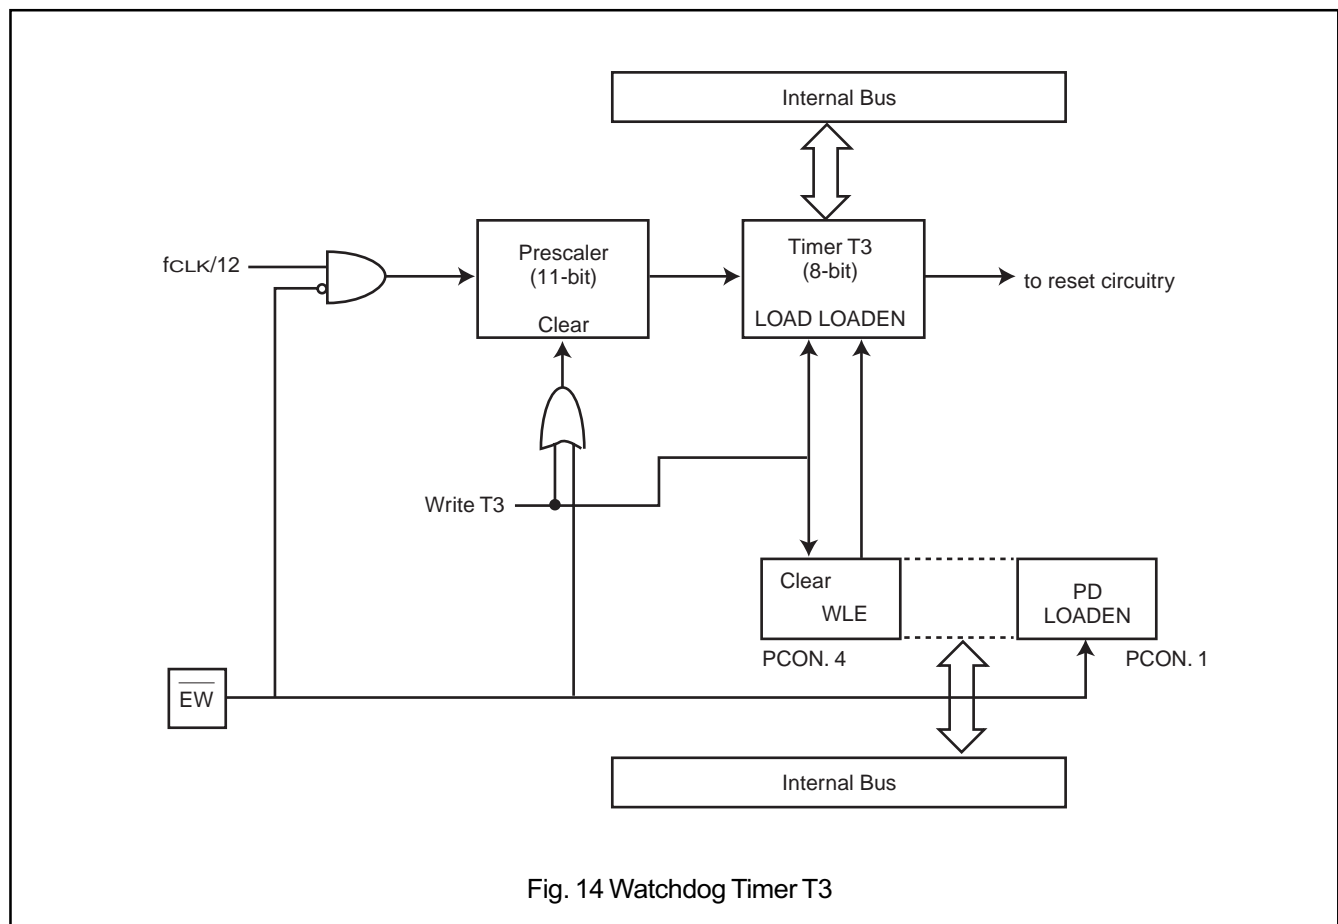 Internal Bus
fCLK/12
Prescaler
(11-bit)
Clear
Timer T3
(8-bit)
LOAD LOADEN
to reset circuitry
Write T3
Clear
WLE
PD
LOADEN
PCON. 4
PCON. 1
EW
Internal Bus
Fig. 14 Watchdog Timer T3